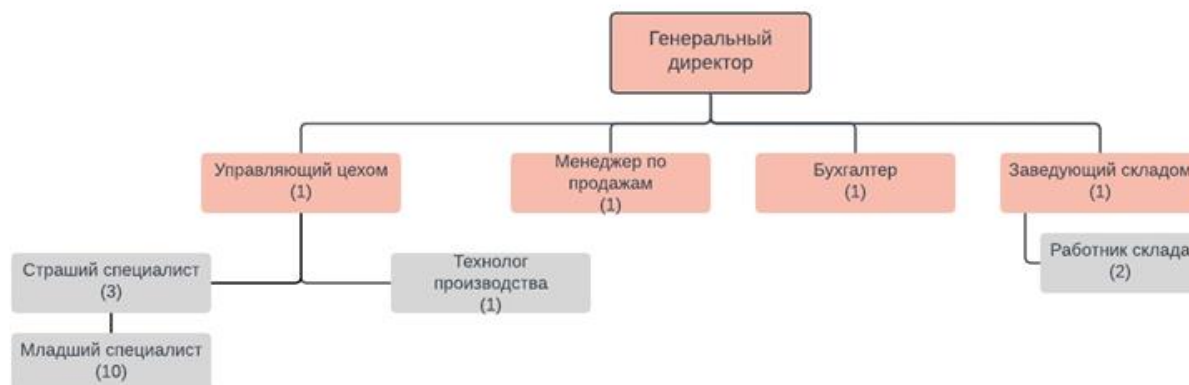 Генеральный
директор
Управляющий цехом
(1)
Менеджер по
продажам
(1)
Бухгалтер
(1)
Заведующий складом
(1)
Страший специалист
(3)
Технолог
производства
(1)
Работник склада
(2)
Младший специалист
(10)